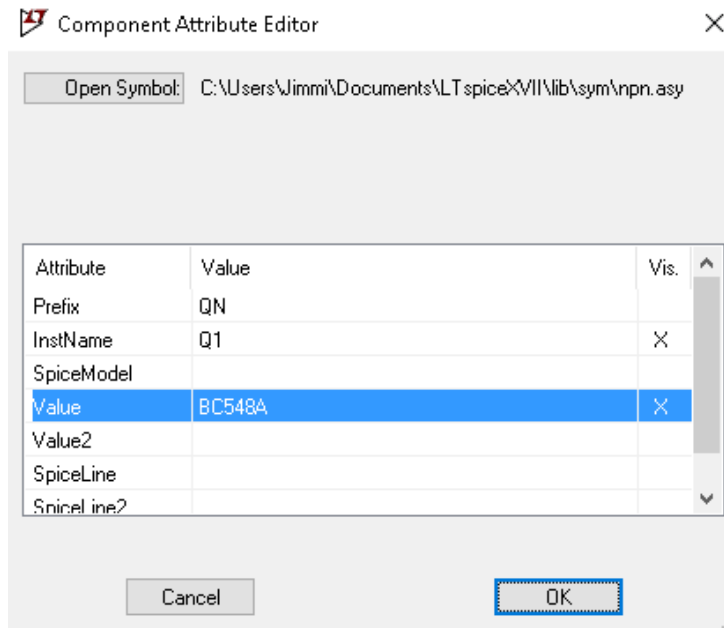 Component Attribute Editor
Open Symbol: C:\Users\Jimmi\Documents\LTspiceXVII\lib\sym\npn.asy
Attribute Value Vis.
Prefix QN
InstName Q1 X
SpiceModel
Value BC548A X
Value2
SpiceLine
SpiceLine2
Cancel OK